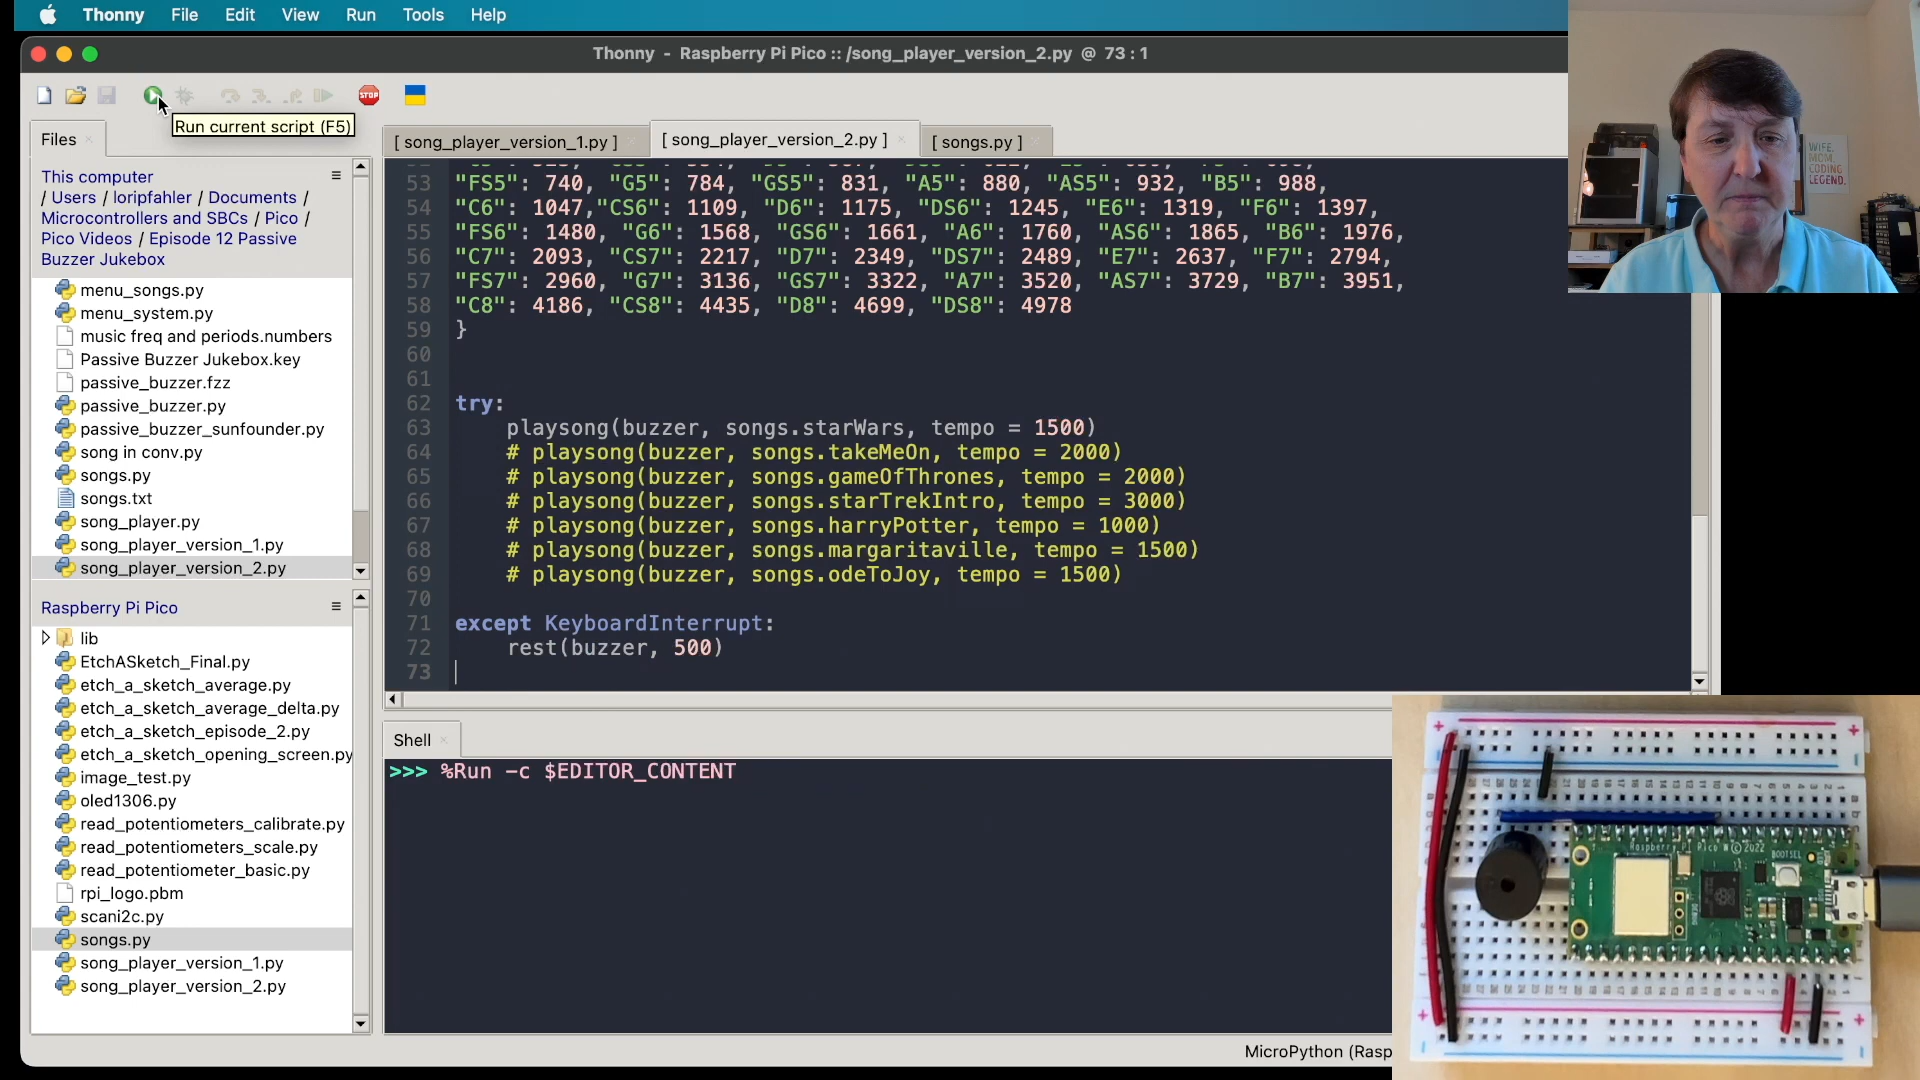 Thonny File Edit View Run Tools Help
Thonny - Raspberry Pi Pico :: /song_player_version_2.py @ 73 : 1
STOP
Run current script (F5)
Files
[ song_player_version_1.py ] [ song_player_version_2.py ] [ songs.py ]
This computer
/ Users / loripfahler / Documents /
Microcontrollers and SBCs / Pico /
Pico Videos / Episode 12 Passive
Buzzer Jukebox
menu_songs.py
menu_system.py
music freq and periods.numbers
Passive Buzzer Jukebox.key
passive_buzzer.fzz
passive_buzzer.py
passive_buzzer_sunfounder.py
song in conv.py
songs.py
songs.txt
song_player.py
song_player_version_1.py
song_player_version_2.py
Raspberry Pi Pico
lib
EtchASketch_Final.py
etch_a_sketch_average.py
etch_a_sketch_average_delta.py
etch_a_sketch_episode_2.py
etch_a_sketch_opening_screen.py
image_test.py
oled1306.py
read_potentiometers_calibrate.py
read_potentiometers_scale.py
read_potentiometer_basic.py
rpi_logo.pbm
scani2c.py
songs.py
song_player_version_1.py
song_player_version_2.py
53 "FS5": 740, "G5": 784, "GS5": 831, "A5": 880, "AS5": 932, "B5": 988,
54 "C6": 1047,"CS6": 1109, "D6": 1175, "DS6": 1245, "E6": 1319, "F6": 1397,
55 "FS6": 1480, "G6": 1568, "GS6": 1661, "A6": 1760, "AS6": 1865, "B6": 1976,
56 "C7": 2093, "CS7": 2217, "D7": 2349, "DS7": 2489, "E7": 2637, "F7": 2794,
57 "FS7": 2960, "G7": 3136, "GS7": 3322, "A7": 3520, "AS7": 3729, "B7": 3951,
58 "C8": 4186, "CS8": 4435, "D8": 4699, "DS8": 4978
59 }
60
61
62 try:
63 playsong(buzzer, songs.starWars, tempo = 1500)
64 # playsong(buzzer, songs.takeMeOn, tempo = 2000)
65 # playsong(buzzer, songs.gameOfThrones, tempo = 2000)
66 # playsong(buzzer, songs.starTrekIntro, tempo = 3000)
67 # playsong(buzzer, songs.harryPotter, tempo = 1000)
68 # playsong(buzzer, songs.margaritaville, tempo = 1500)
69 # playsong(buzzer, songs.odeToJoy, tempo = 1500)
70
71 except KeyboardInterrupt:
72 rest(buzzer, 500)
73
Shell
>>> %Run -c $EDITOR_CONTENT
MicroPython (Rasp
WIFE.
MOM.
CODING
LEGEND.
Raspberry Pi Pico W © 2022
BOOTSEL
DEBUG